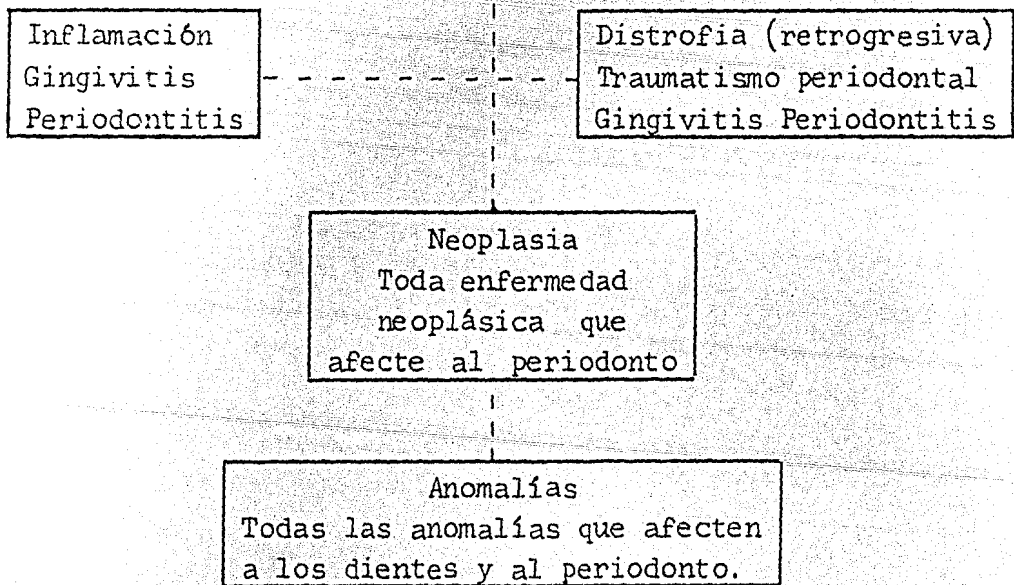 Inflamación
Gingivitis
Periodontitis
Distrofia (retrogresiva)
Traumatismo periodontal
Gingivitis Periodontitis
Neoplasia
Toda enfermedad
neoplásica que
afecte al periodonto
Anomalías
Todas las anomalías que afecten
a los dientes y al periodonto.